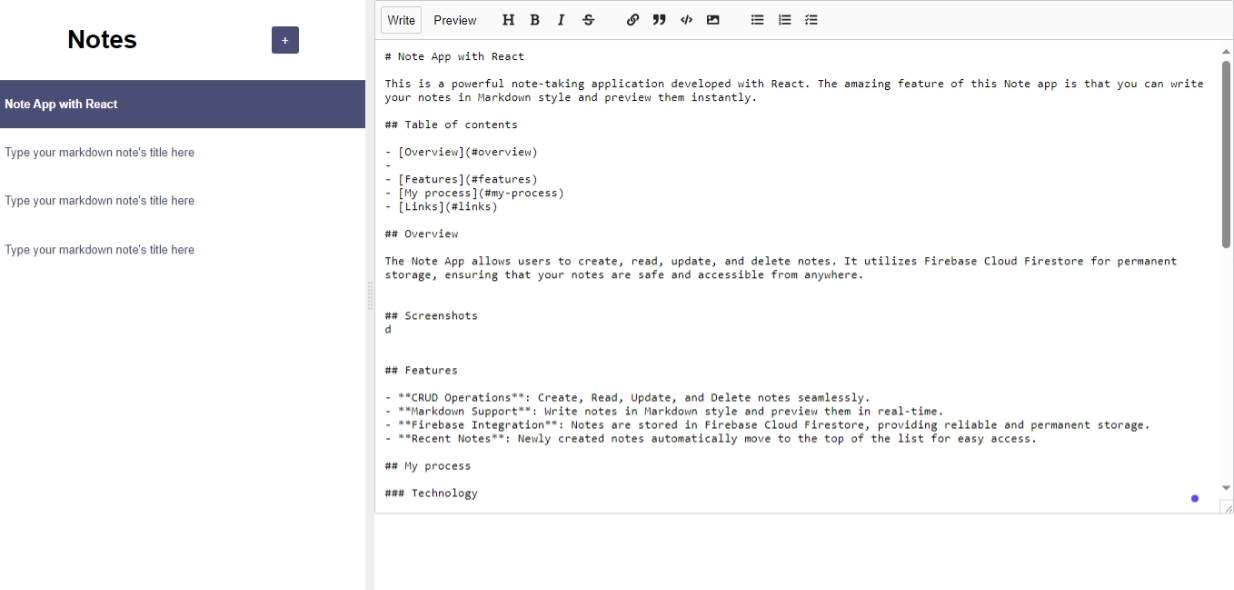 Notes
+
Note App with React
Type your markdown note's title here
Type your markdown note's title here
Type your markdown note's title here
Write Preview H B I S
# Note App with React
This is a powerful note-taking application developed with React. The amazing feature of this Note app is that you can write
your notes in Markdown style and preview them instantly.
## Table of contents
- [Overview](#overview)
-
- [Features](#features)
- [My process](#my-process)
- [Links](#links)
## Overview
The Note App allows users to create, read, update, and delete notes. It utilizes Firebase Cloud Firestore for permanent
storage, ensuring that your notes are safe and accessible from anywhere.
## Screenshots
d
## Features
- **CRUD Operations**: Create, Read, Update, and Delete notes seamlessly.
- **Markdown Support**: Write notes in Markdown style and preview them in real-time.
- **Firebase Integration**: Notes are stored in Firebase Cloud Firestore, providing reliable and permanent storage.
- **Recent Notes**: Newly created notes automatically move to the top of the list for easy access.
## My process
### Technology